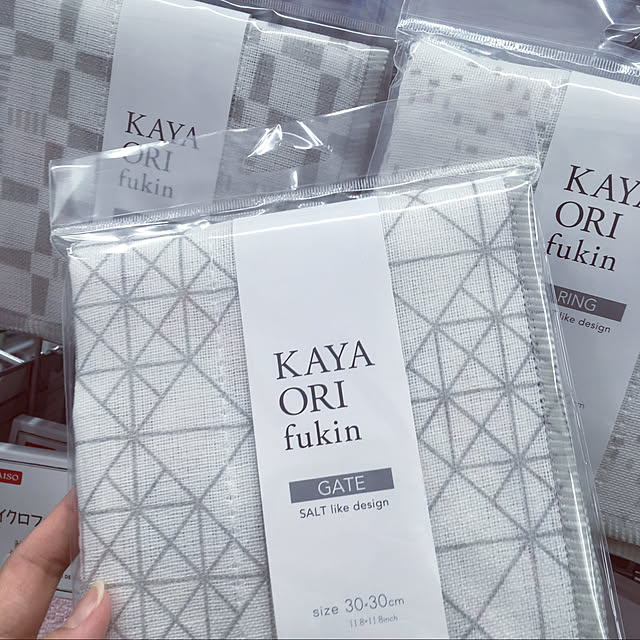 KAYA
ORI
fukin
KAYA
ORI
fukin
RING
like design
KAYA
ORI
fukin
GATE
SALT like design
size 30×30cm
11.8×11.8inch
AISO
イクロフ